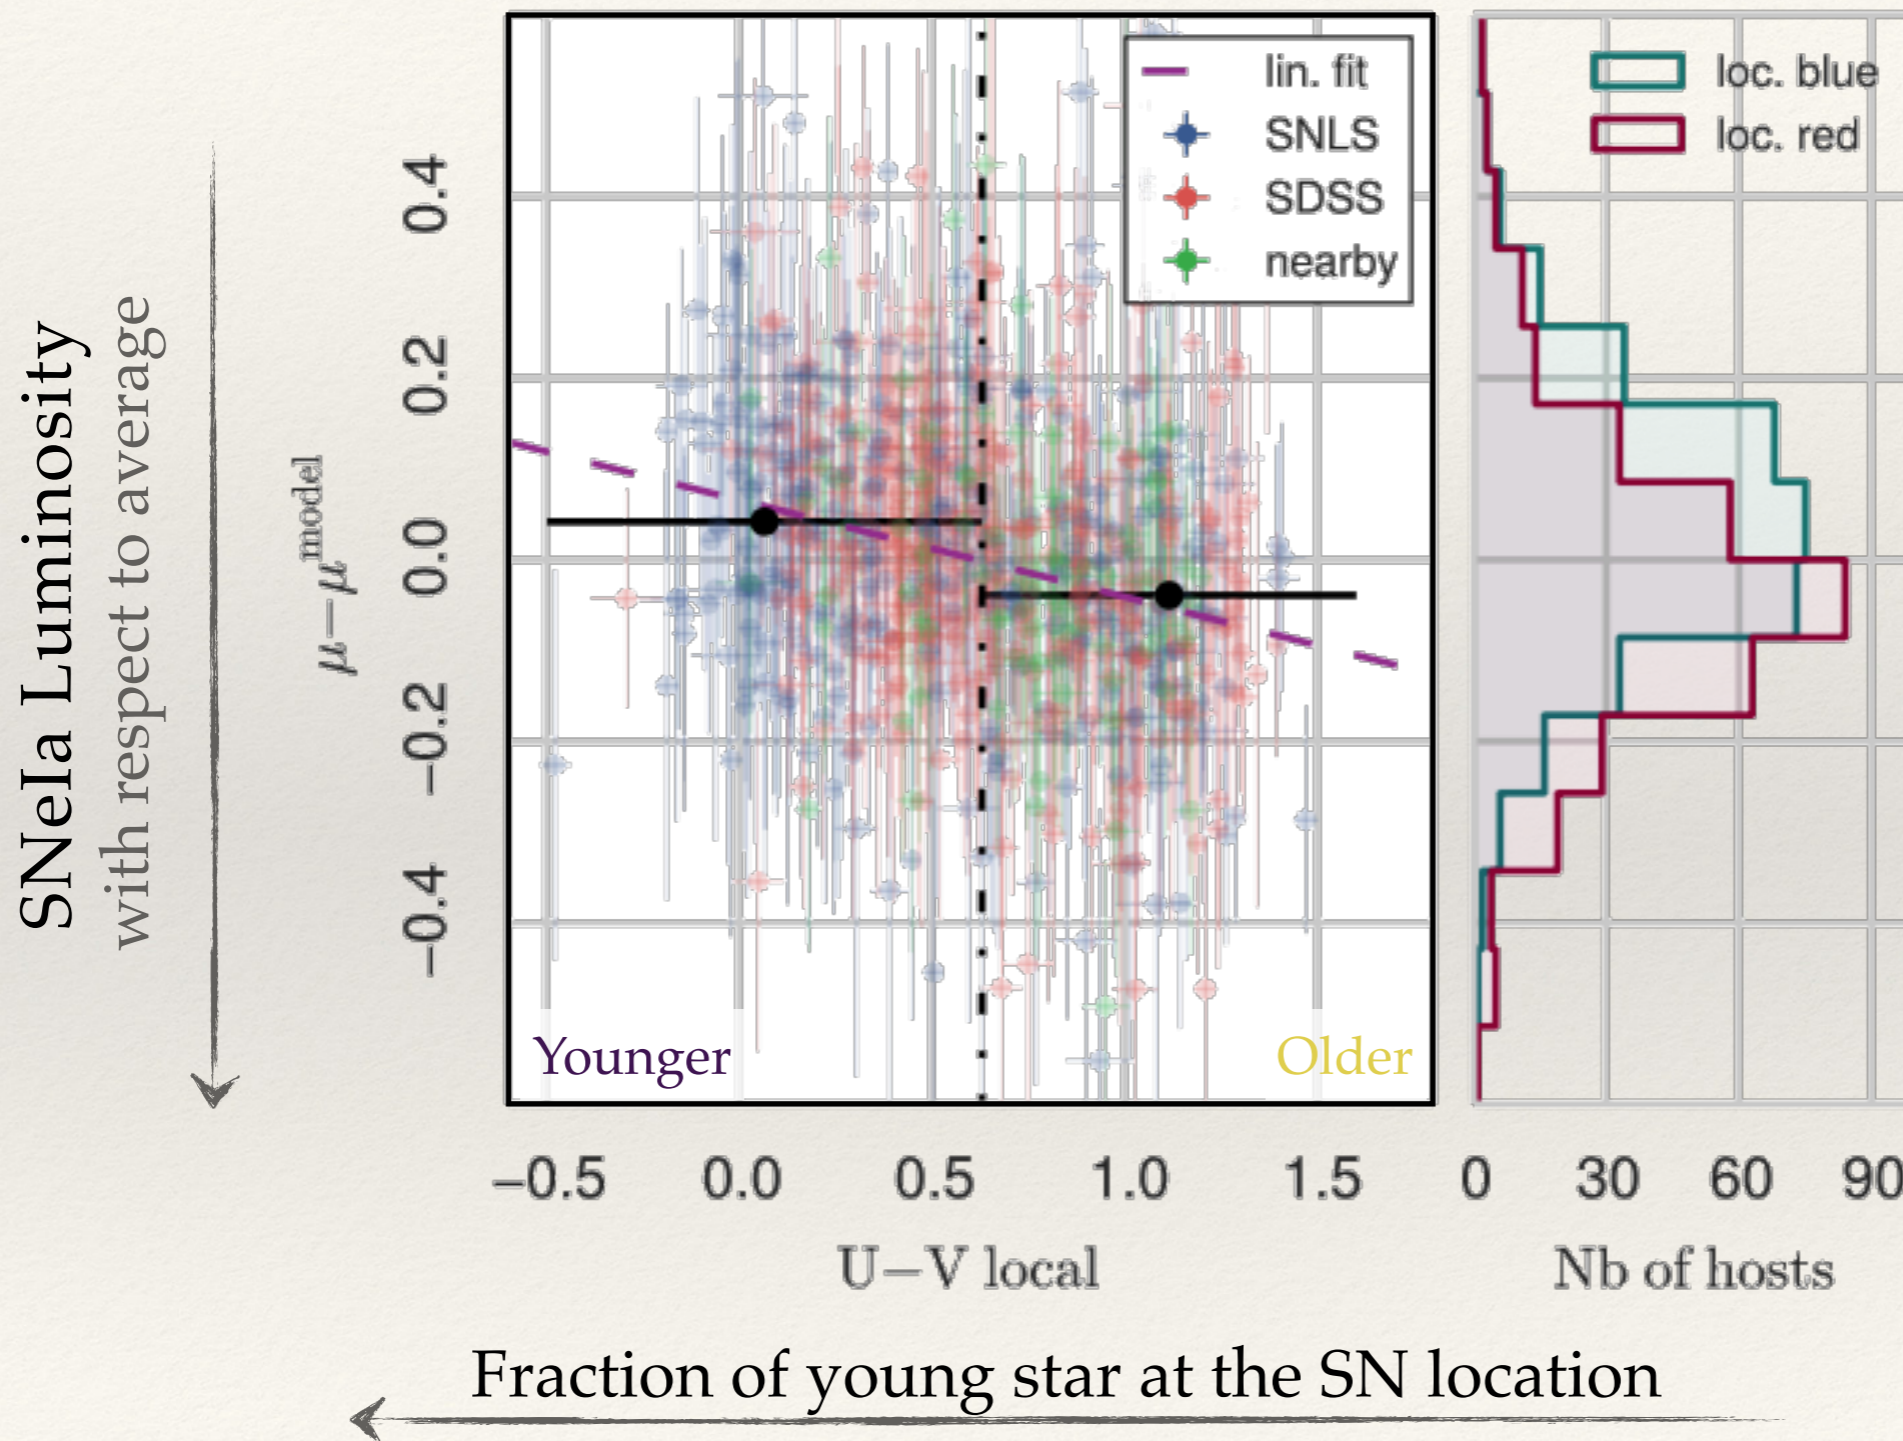 SNeIa Luminosity
with respect to average
μ−μ^model
0.4
0.2
0.0
−0.2
−0.4
lin. fit
SNLS
SDSS
nearby
Younger
Older
−0.5 0.0 0.5 1.0 1.5
U−V local
loc. blue
loc. red
0 30 60 90
Nb of hosts
Fraction of young star at the SN location